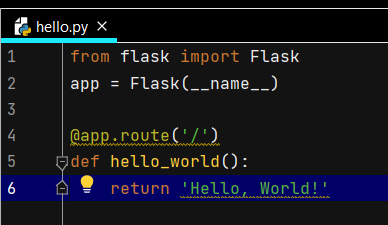 hello.py
1 from flask import Flask
2 app = Flask(__name__)
3
4 @app.route('/')
5 def hello_world():
6     return 'Hello, World!'